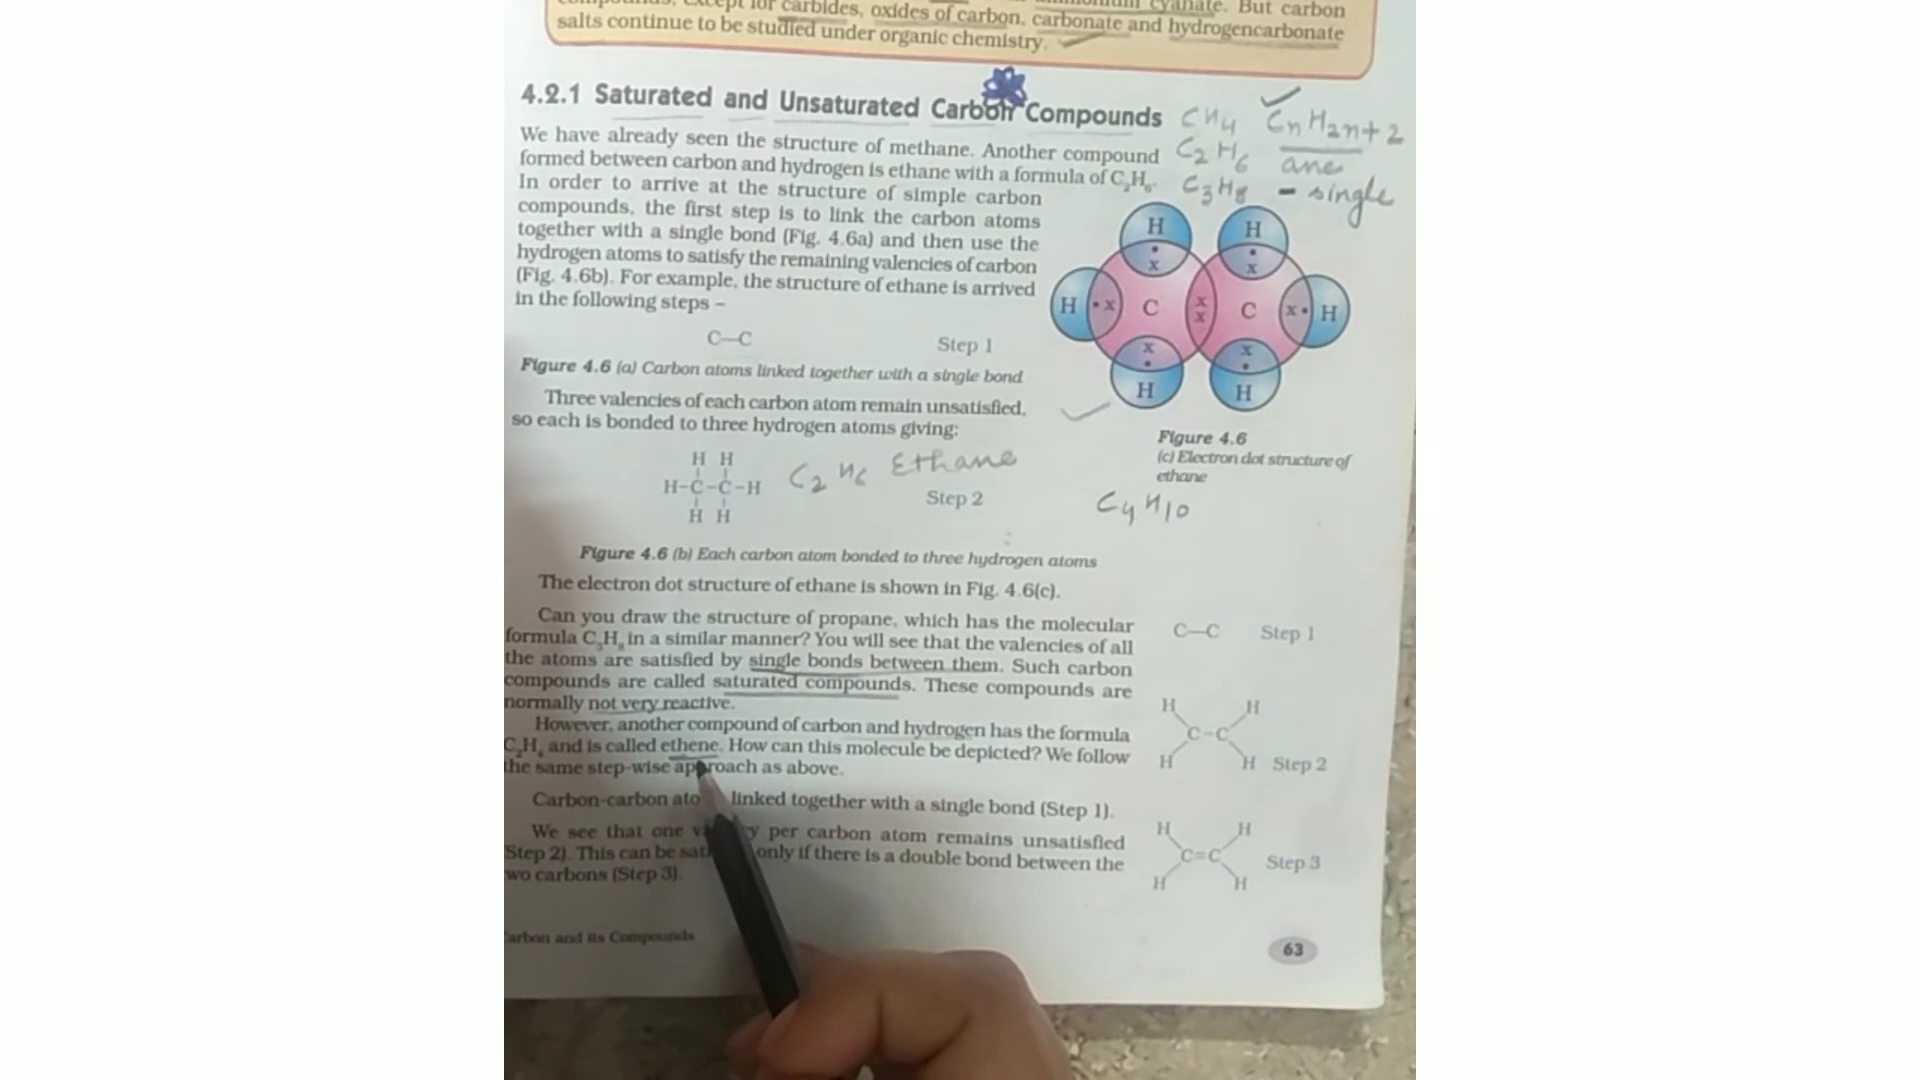 cyanate. But carbon
carbides, oxides of carbon, carbonate and hydrogencarbonate
salts continue to be studied under organic chemistry.
4.2.1 Saturated and Unsaturated Carbon Compounds
CH4 CnH2n+2
We have already seen the structure of methane. Another compound
C2H6 ane
formed between carbon and hydrogen is ethane with a formula of C₂H₆.
C3H8 - single
In order to arrive at the structure of simple carbon
compounds, the first step is to link the carbon atoms
together with a single bond (Fig. 4.6a) and then use the
hydrogen atoms to satisfy the remaining valencies of carbon
(Fig. 4.6b). For example, the structure of ethane is arrived
in the following steps –
H H
x x
H x C x x C x H
x x
H H
C—C Step 1
Figure 4.6 (a) Carbon atoms linked together with a single bond
Three valencies of each carbon atom remain unsatisfied,
so each is bonded to three hydrogen atoms giving:
Figure 4.6
(c) Electron dot structure of
ethane
H H
H-C-C-H
H H
C2H6 Ethane
Step 2
C4H10
Figure 4.6 (b) Each carbon atom bonded to three hydrogen atoms
The electron dot structure of ethane is shown in Fig. 4.6(c).
Can you draw the structure of propane, which has the molecular
formula C₃H₈ in a similar manner? You will see that the valencies of all
the atoms are satisfied by single bonds between them. Such carbon
compounds are called saturated compounds. These compounds are
normally not very reactive.
However, another compound of carbon and hydrogen has the formula
C₂H₄ and is called ethene. How can this molecule be depicted? We follow
the same step-wise approach as above.
Carbon-carbon linked together with a single bond (Step 1).
We see that one per carbon atom remains unsatisfied
Step 2). This can be only if there is a double bond between the
wo carbons (Step 3).
C—C Step 1
H H
C-C
H H Step 2
H H
C=C Step 3
H H
arbon and its Compounds
63